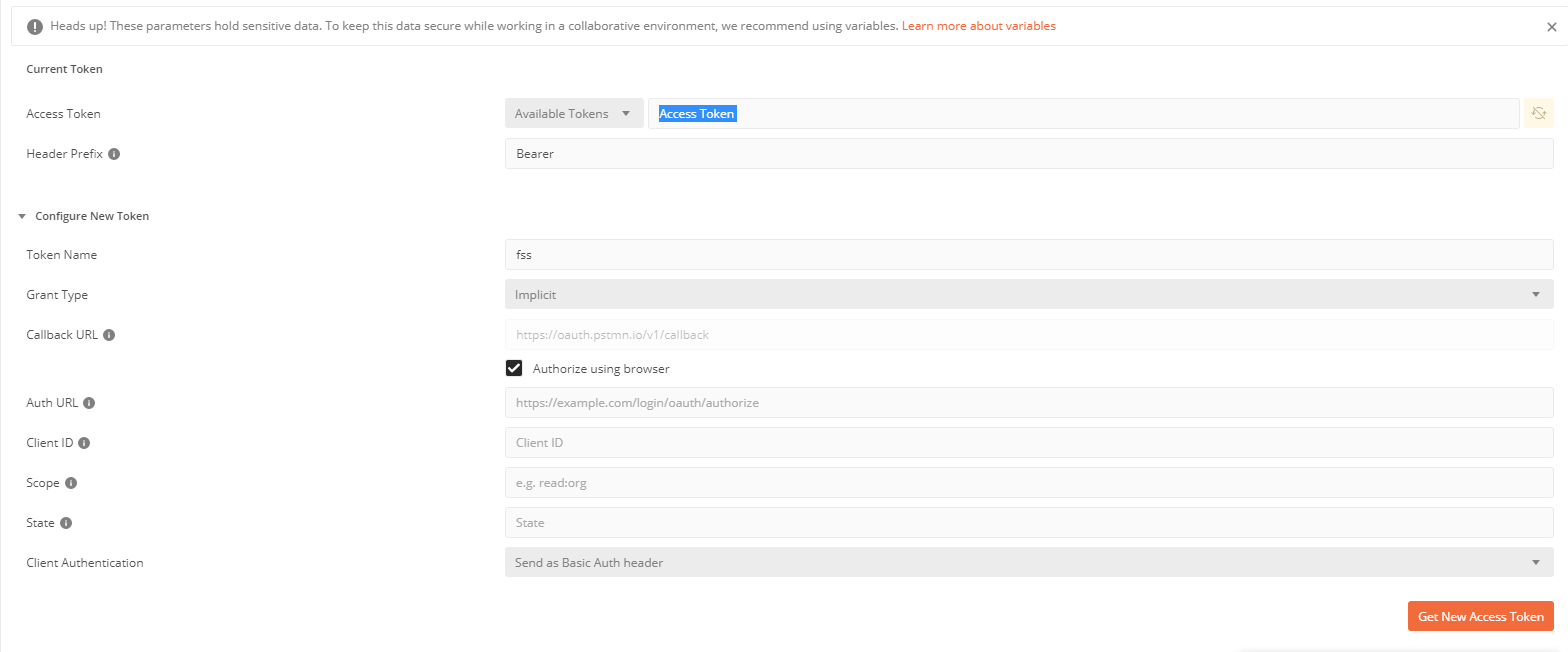 Heads up! These parameters hold sensitive data. To keep this data secure while working in a collaborative environment, we recommend using variables. Learn more about variables
Current Token
Access Token Available Tokens Access Token
Header Prefix Bearer
Configure New Token
Token Name fss
Grant Type Implicit
Callback URL https://oauth.pstmn.io/v1/callback
Authorize using browser
Auth URL https://example.com/login/oauth/authorize
Client ID Client ID
Scope e.g. read:org
State State
Client Authentication Send as Basic Auth header
Get New Access Token